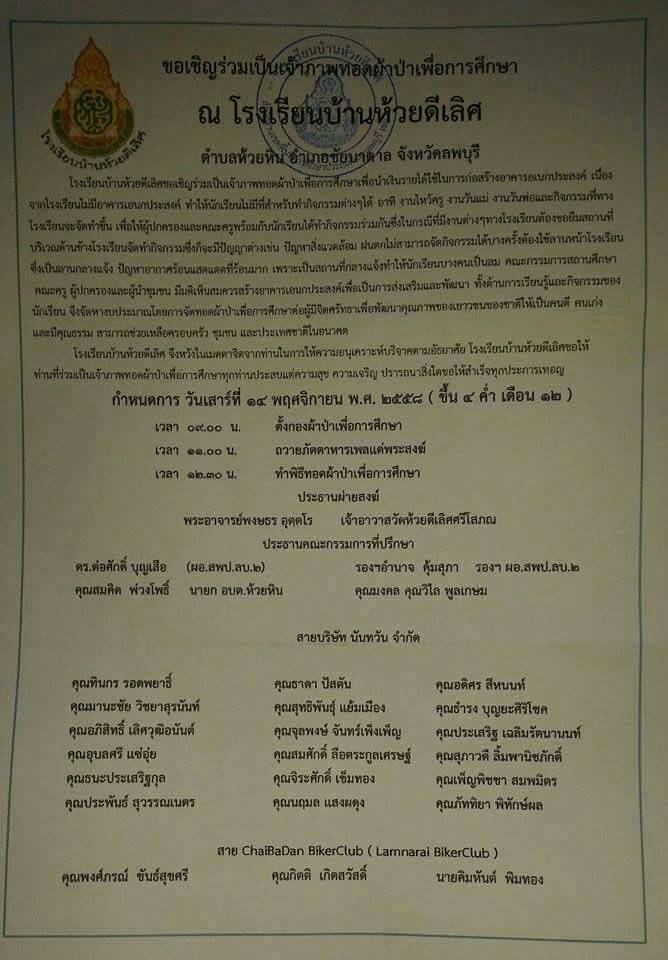 ขอเชิญร่วมเป็นเจ้าภาพทอดผ้าป่าเพื่อการศึกษา
ณ โรงเรียนบ้านห้วยดีเลิศ
โรงเรียนบ้านห้วยดีเลิศ
ตำบลห้วยหิน อำเภอชัยบาดาล จังหวัดลพบุรี
โรงเรียนบ้านห้วยดีเลิศขอเชิญร่วมเป็นเจ้าภาพทอดผ้าป่าเพื่อการศึกษาเพื่อนำเงินรายได้ใช้ในการก่อสร้างอาคารอเนกประสงค์ เนื่อง
จากโรงเรียนไม่มีอาคารเอนกประสงค์ ทำให้นักเรียนไม่มีที่สำหรับทำกิจกรรมต่างๆได้ อาทิ งานไหว้ครู งานวันแม่ งานวันพ่อและกิจกรรมที่ทาง
โรงเรียนจะจัดทำขึ้น เพื่อให้ผู้ปกครองและคณะครูพร้อมกับนักเรียนได้ทำกิจกรรมร่วมกันซึ่งในกรณีที่มีงานต่างๆทางโรงเรียนต้องขอยืมสถานที่
บริเวณด้านข้างโรงเรียนจัดทำกิจกรรมซึ่งก็จะมีปัญญาต่างเช่น ปัญหาสิ่งแวดล้อม ฝนตกไม่สามารถจัดกิจกรรมได้บางครั้งต้องใช้ลานหน้าโรงเรียน
ซึ่งเป็นลานกลางแจ้ง ปัญหาอากาศร้อนแสดแดดที่ร้อนมาก เพราะเป็นสถานที่กลางแจ้งทำให้นักเรียนบางคนเป็นลม คณะกรรมการสถานศึกษา
คณะครู ผู้ปกครองและผู้นำชุมชน มีมติเห็นสมควรสร้างอาคารเอนกประสงค์เพื่อเป็นการส่งเสริมและพัฒนา ทั้งด้านการเรียนรู้และกิจกรรมของ
นักเรียน จึงจัดหางบประมาณโดยการจัดทอดผ้าป่าเพื่อการศึกษาต่อผู้มีจิตศรัทธาเพื่อพัฒนาคุณภาพของเยาวชนของชาติให้เป็นคนดี คนเก่ง
และมีคุณธรรม สามารถช่วยเหลือครอบครัว ชุมชน และประเทศชาติในอนาคต
โรงเรียนบ้านห้วยดีเลิศ จึงหวังในเมตตาจิตจากท่านในการให้ความอนุเคราะห์บริจาคตามอัธยาศัย โรงเรียนบ้านห้วยดีเลิศขอให้
ท่านที่ร่วมเป็นเจ้าภาพทอดผ้าป่าเพื่อการศึกษาทุกท่านประสบแต่ความสุข ความเจริญ ปรารถนาสิ่งใดขอให้สำเร็จทุกประการเทอญ
กำหนดการ วันเสาร์ที่ ๑๔ พฤศจิกายน พ.ศ. ๒๕๕๘ ( ขึ้น ๔ ค่ำ เดือน ๑๒ )
เวลา ๐๙.๐๐ น. ตั้งกองผ้าป่าเพื่อการศึกษา
เวลา ๑๑.๐๐ น. ถวายภัตตาหารเพลแด่พระสงฆ์
เวลา ๑๒.๓๐ น. ทำพิธีทอดผ้าป่าเพื่อการศึกษา
ประธานฝ่ายสงฆ์
พระอาจารย์พงษธร อุตฺตโร เจ้าอาวาสวัดห้วยดีเลิศศรีโสภณ
ประธานคณะกรรมการที่ปรึกษา
ดร.ต่อศักดิ์ บุญเสือ (ผอ.สพป.ลบ.๒) รองฯอำนาจ คุ้มสุภา รองฯ ผอ.สพป.ลบ.๒
คุณสมคิด พ่วงโพธิ์ นายก อบต.ห้วยหิน คุณมงคล คุณวิไล พูลเกษม
สายบริษัท นันทวัน จำกัด
คุณทินกร รอตพยาธิ์ คุณธาดา ปัสตัน คุณอดิศร สีหนนท์
คุณมานะชัย วิชยาสุรนันท์ คุณสุทธิพันธุ์ แย้มเมือง คุณธำรง บุญยะศิริโชค
คุณอภิสิทธิ์ เลิศวุฒิอนันต์ คุณจุลพงษ์ จันทร์เพ็งเพ็ญ คุณประเสริฐ เฉลิมรัตนานนท์
คุณอุบลศรี แซ่อุ่ย คุณสมศักดิ์ ลือตระกูลเศรษฐ์ คุณสุภาวดี ลิ้มพานิชภักดิ์
คุณธนะประเสริฐกุล คุณจิระศักดิ์ เข็มทอง คุณเพ็ญพิชชา สมพมิตร
คุณประพันธ์ สุวรรณเนตร คุณนฤมล แสงผดุง คุณภัททิยา พิทักษ์ผล
สาย ChaiBaDan BikerClub ( Lamnarai BikerClub )
คุณพงศ์ภรณ์ ขันธ์สุขศรี คุณกิตติ เกิดสวัสดิ์ นายคิมหันต์ พิมทอง